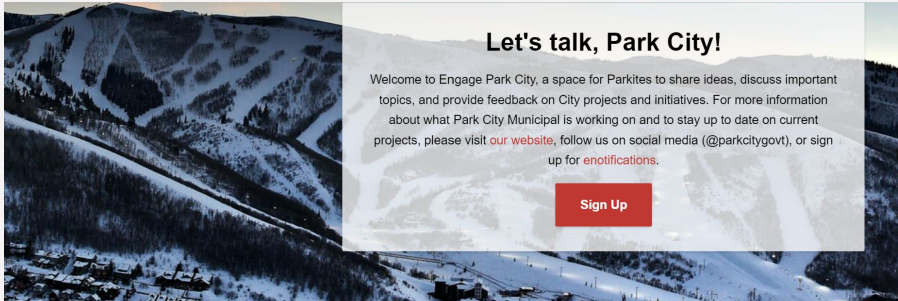 Let's talk, Park City!
Welcome to Engage Park City, a space for Parkites to share ideas, discuss important
topics, and provide feedback on City projects and initiatives. For more information
about what Park City Municipal is working on and to stay up to date on current
projects, please visit our website, follow us on social media (@parkcitygovt), or sign
up for enotifications.
Sign Up